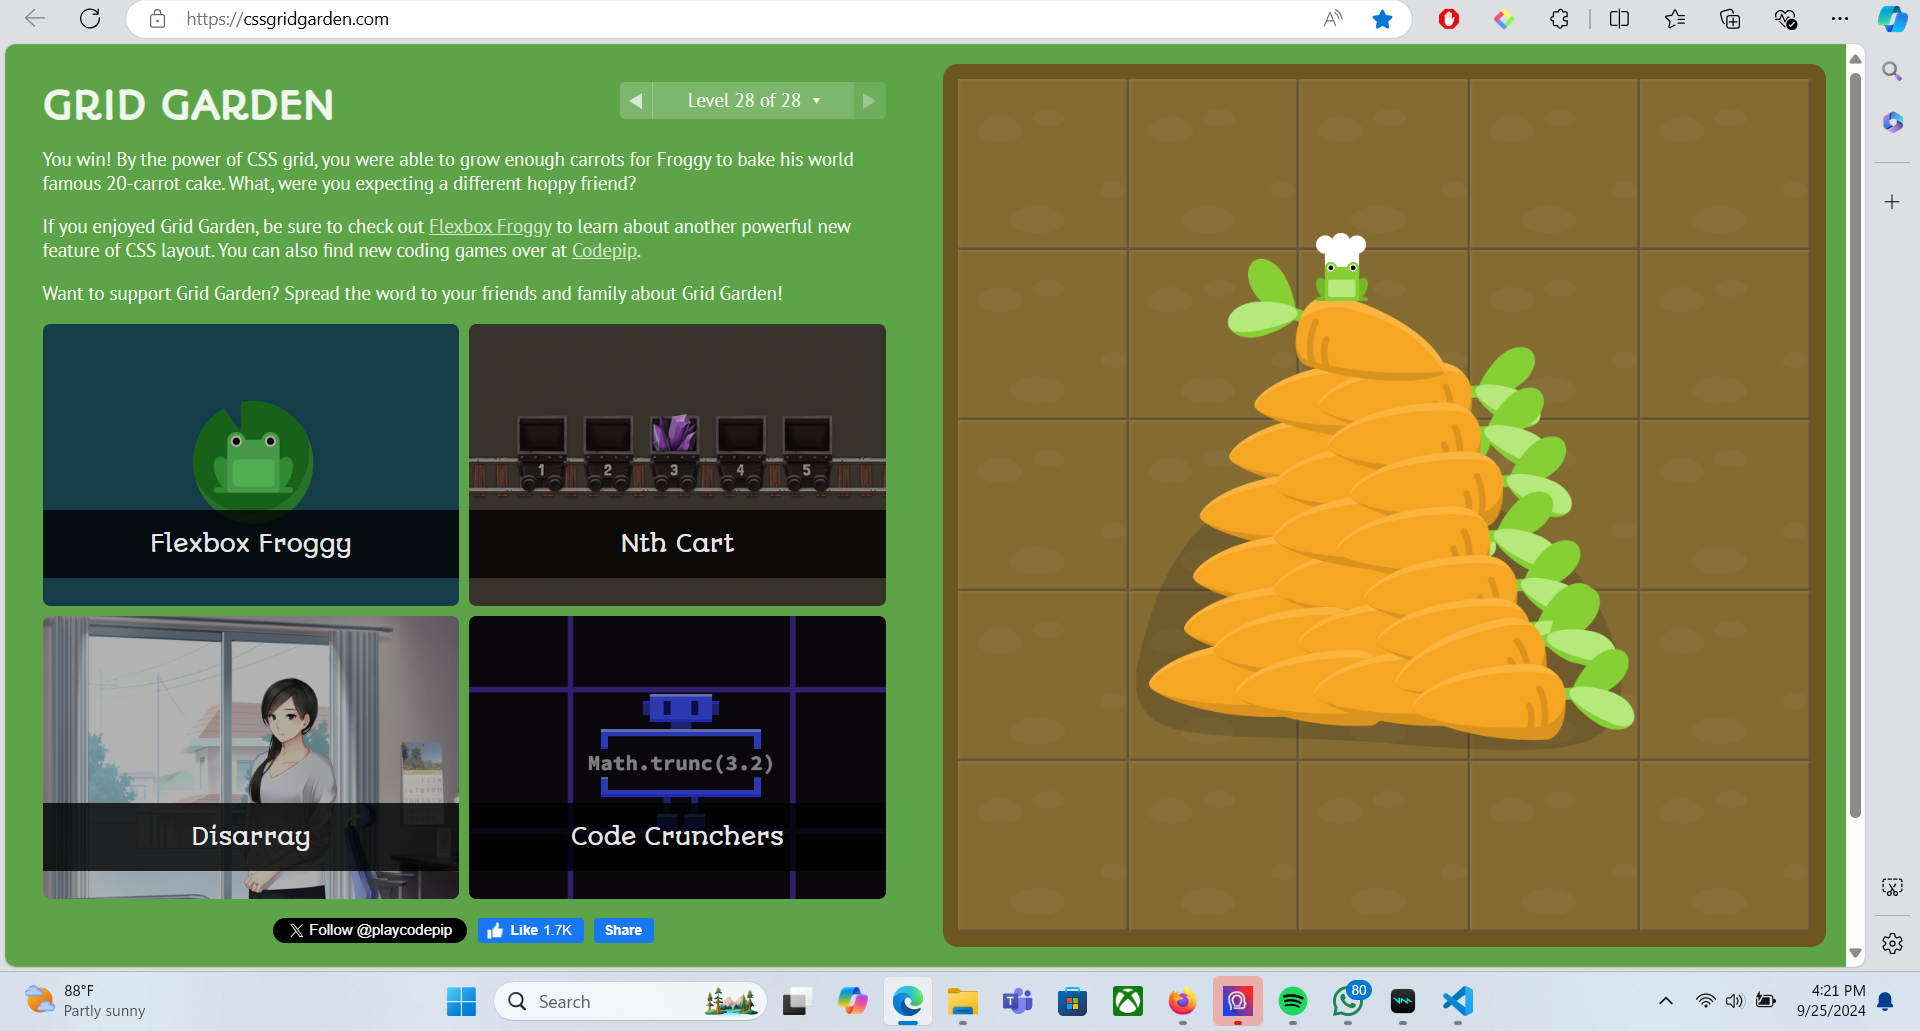 https://cssgridgarden.com
GRID GARDEN
Level 28 of 28
You win! By the power of CSS grid, you were able to grow enough carrots for Froggy to bake his world
famous 20-carrot cake. What, were you expecting a different hoppy friend?
If you enjoyed Grid Garden, be sure to check out Flexbox Froggy to learn about another powerful new
feature of CSS layout. You can also find new coding games over at Codepip.
Want to support Grid Garden? Spread the word to your friends and family about Grid Garden!
1 2 3 4 5
Flexbox Froggy
Nth Cart
Math.trunc(3.2)
Disarray
Code Crunchers
Follow @playcodepip
Like 1.7K
Share
88°F
Partly sunny
Search
80
4:21 PM
9/25/2024